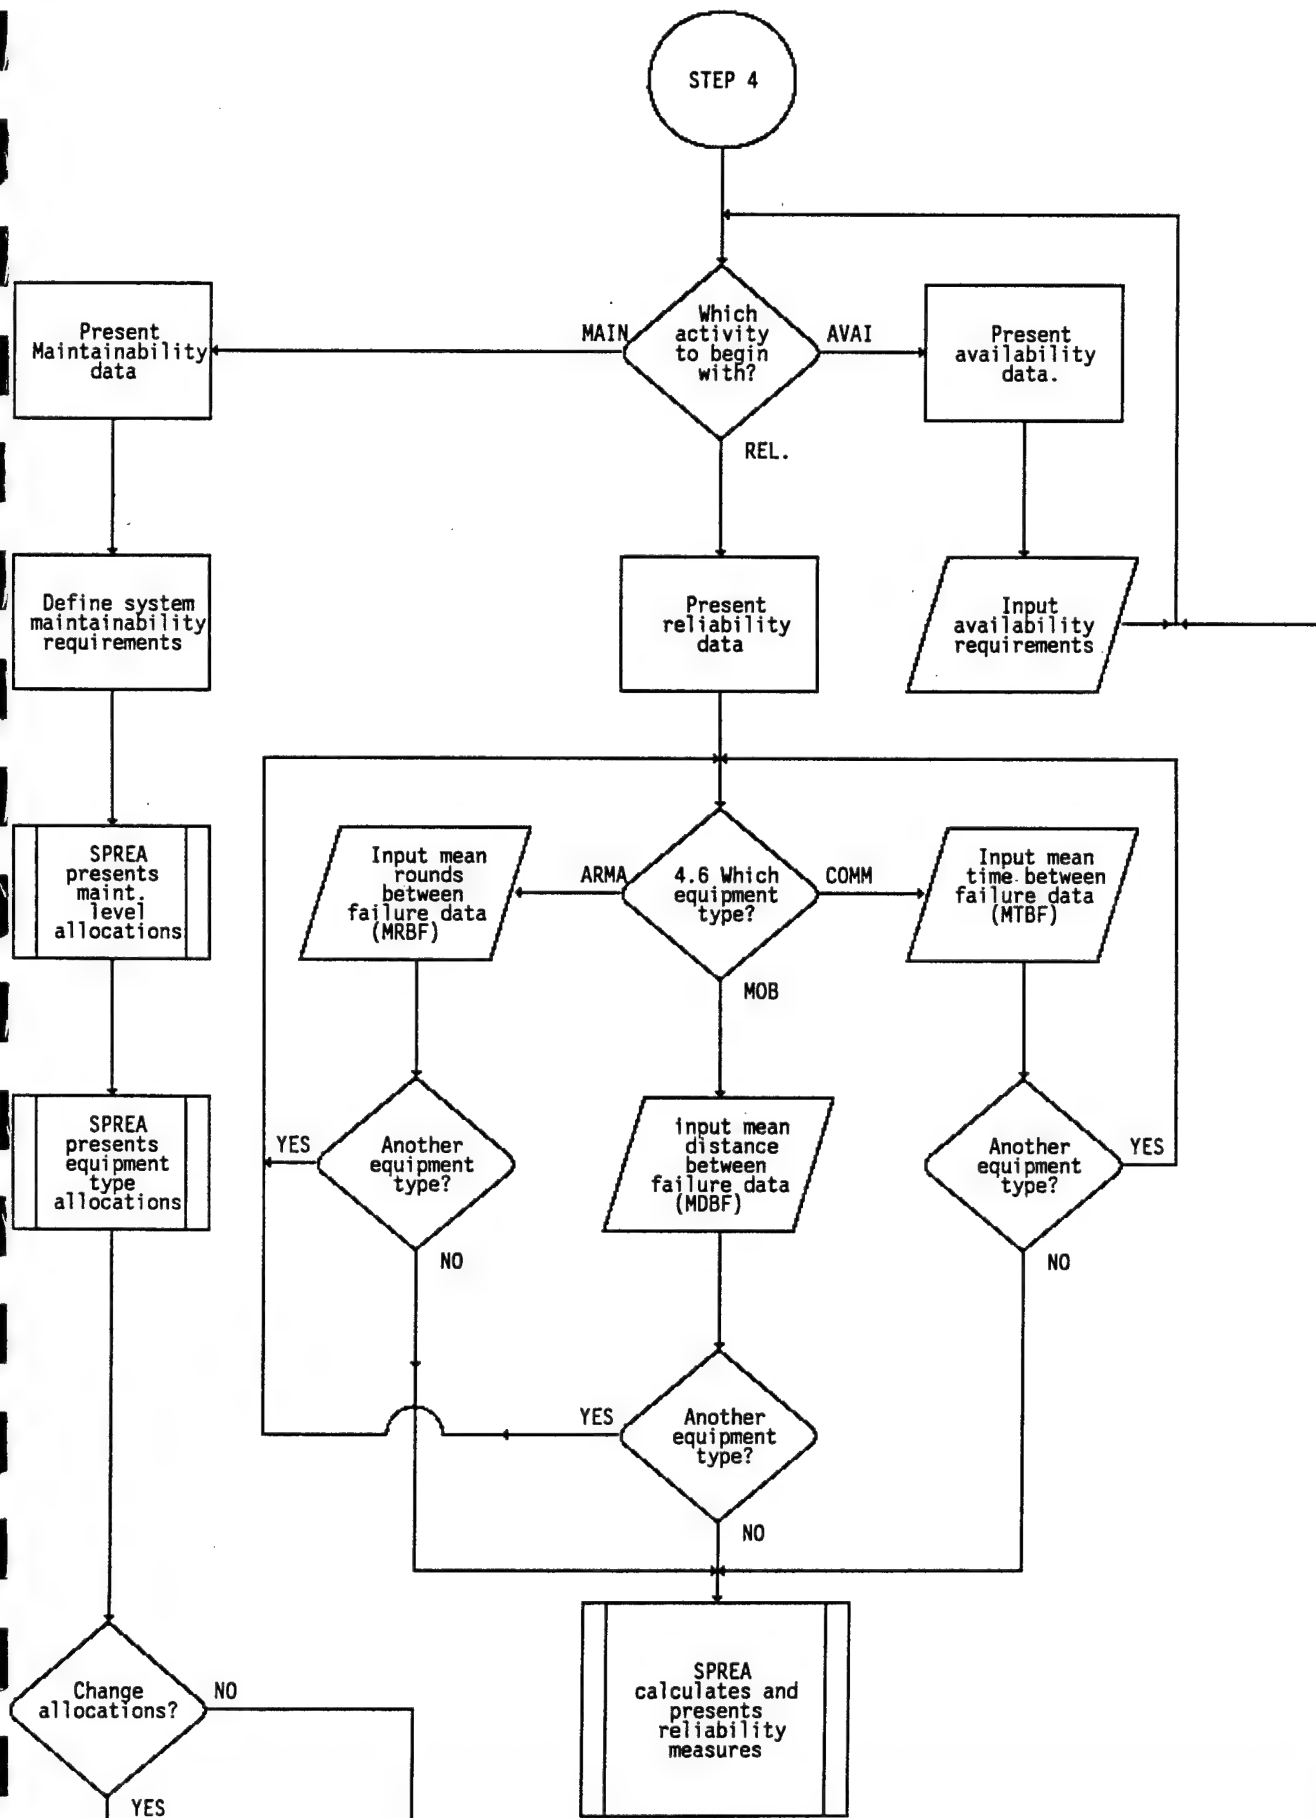 STEP 4
Which
activity
to begin
with?
MAIN
AVAI
REL.
Present
Maintainability
data
Present
availability
data.
Define system
maintainability
requirements
Present
reliability
data
Input
availability
requirements
SPREA
presents
maint.
level
allocations
Input mean
rounds
between
failure data
(MRBF)
ARMA
4.6 Which
equipment
type?
COMM
Input mean
time between
failure data
(MTBF)
MOB
SPREA
presents
equipment
type
allocations
YES
Another
equipment
type?
NO
input mean
distance
between
failure data
(MDBF)
Another
equipment
type?
YES
NO
YES
Another
equipment
type?
NO
Change
allocations?
NO
YES
SPREA
calculates and
presents
reliability
measures